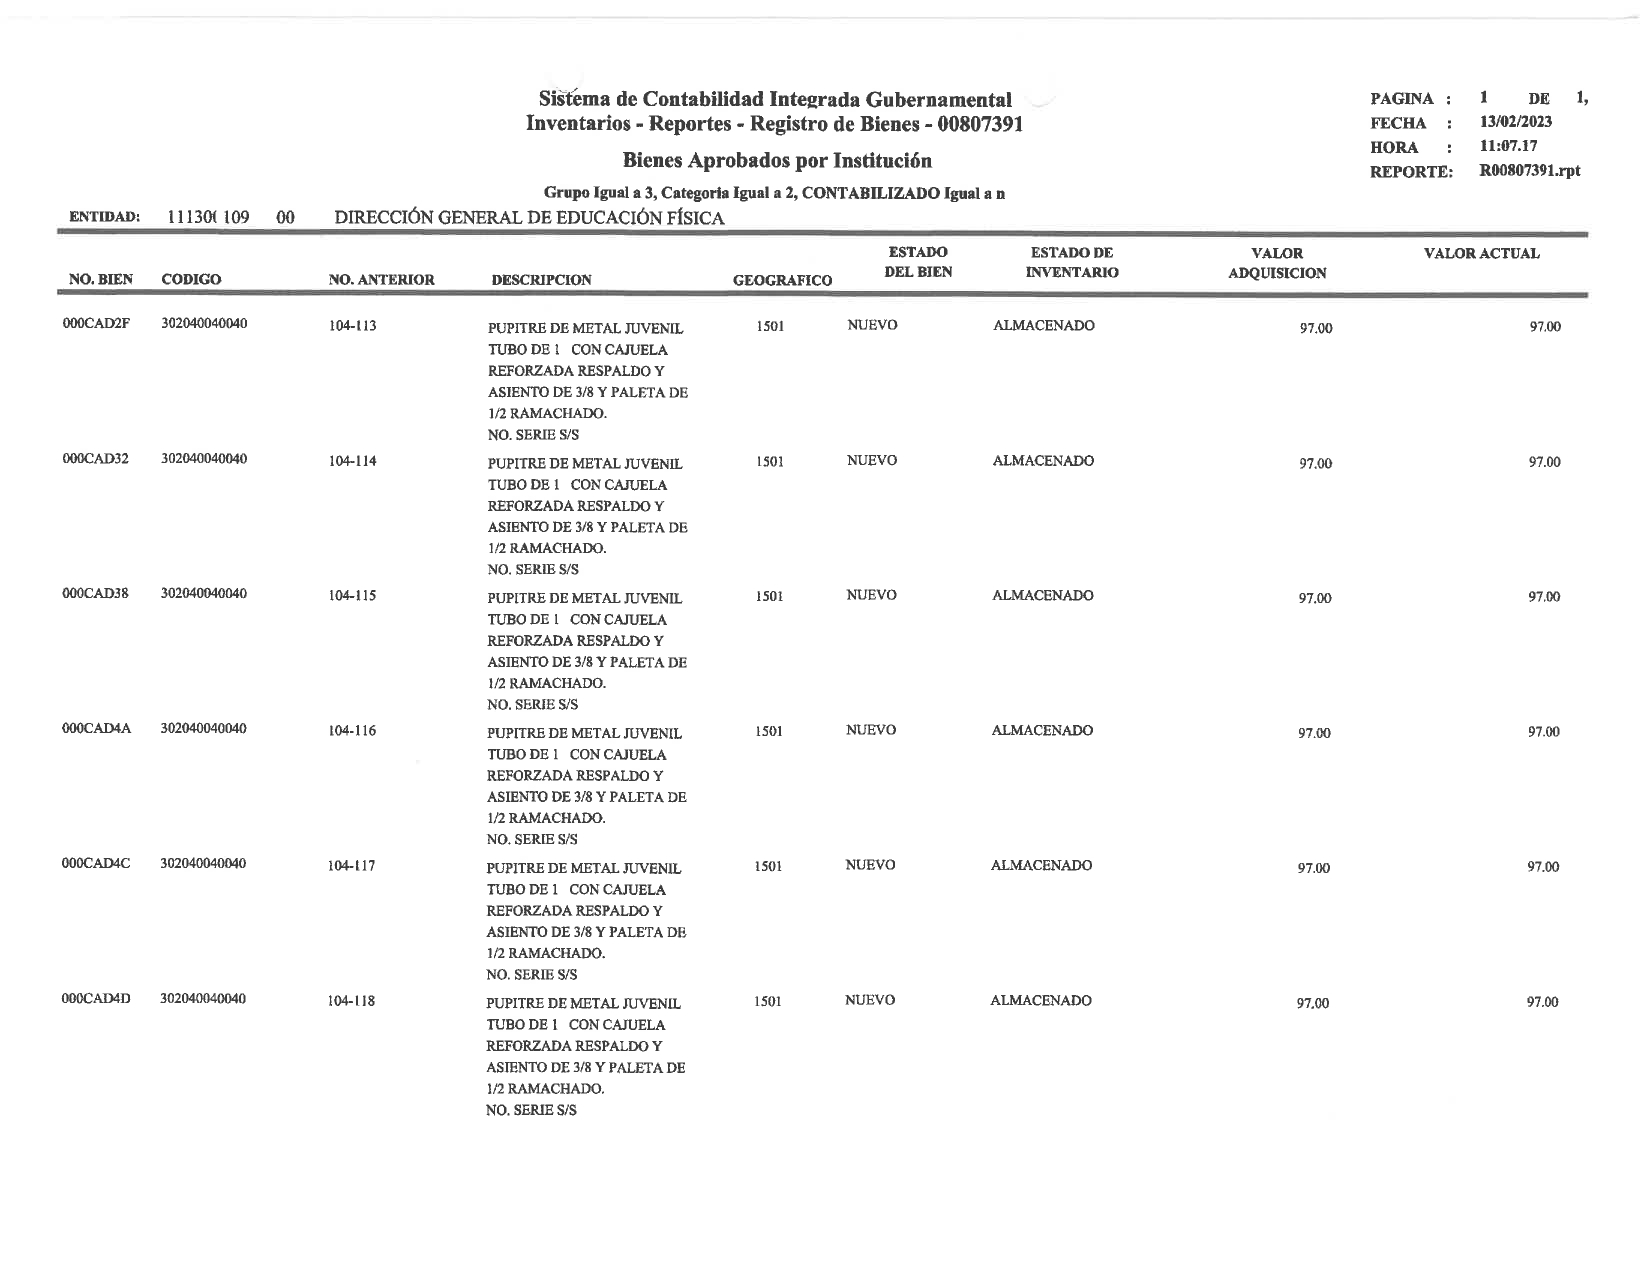 Sistema de Contabilidad Integrada Gubernamental
Inventarios - Reportes - Registro de Bienes - 00807391
Bienes Aprobados por Institución
Grupo Igual a 3, Categoria Igual a 2, CONTABILIZADO Igual a n
PAGINA : 1 DE 1,
FECHA : 13/02/2023
HORA : 11:07.17
REPORTE: R00807391.rpt
ENTIDAD: 11130( 109 00 DIRECCIÓN GENERAL DE EDUCACIÓN FÍSICA
NO. BIEN CODIGO NO. ANTERIOR DESCRIPCION GEOGRAFICO ESTADO DEL BIEN ESTADO DE INVENTARIO VALOR ADQUISICION VALOR ACTUAL
000CAD2F 302040040040 104-113 PUPITRE DE METAL JUVENIL 1501 NUEVO ALMACENADO 97.00 97.00
TUBO DE 1 CON CAJUELA
REFORZADA RESPALDO Y
ASIENTO DE 3/8 Y PALETA DE
1/2 RAMACHADO.
NO. SERIE S/S
000CAD32 302040040040 104-114 PUPITRE DE METAL JUVENIL 1501 NUEVO ALMACENADO 97.00 97.00
TUBO DE 1 CON CAJUELA
REFORZADA RESPALDO Y
ASIENTO DE 3/8 Y PALETA DE
1/2 RAMACHADO.
NO. SERIE S/S
000CAD38 302040040040 104-115 PUPITRE DE METAL JUVENIL 1501 NUEVO ALMACENADO 97.00 97.00
TUBO DE 1 CON CAJUELA
REFORZADA RESPALDO Y
ASIENTO DE 3/8 Y PALETA DE
1/2 RAMACHADO.
NO. SERIE S/S
000CAD4A 302040040040 104-116 PUPITRE DE METAL JUVENIL 1501 NUEVO ALMACENADO 97.00 97.00
TUBO DE 1 CON CAJUELA
REFORZADA RESPALDO Y
ASIENTO DE 3/8 Y PALETA DE
1/2 RAMACHADO.
NO. SERIE S/S
000CAD4C 302040040040 104-117 PUPITRE DE METAL JUVENIL 1501 NUEVO ALMACENADO 97.00 97.00
TUBO DE 1 CON CAJUELA
REFORZADA RESPALDO Y
ASIENTO DE 3/8 Y PALETA DE
1/2 RAMACHADO.
NO. SERIE S/S
000CAD4D 302040040040 104-118 PUPITRE DE METAL JUVENIL 1501 NUEVO ALMACENADO 97.00 97.00
TUBO DE 1 CON CAJUELA
REFORZADA RESPALDO Y
ASIENTO DE 3/8 Y PALETA DE
1/2 RAMACHADO.
NO. SERIE S/S